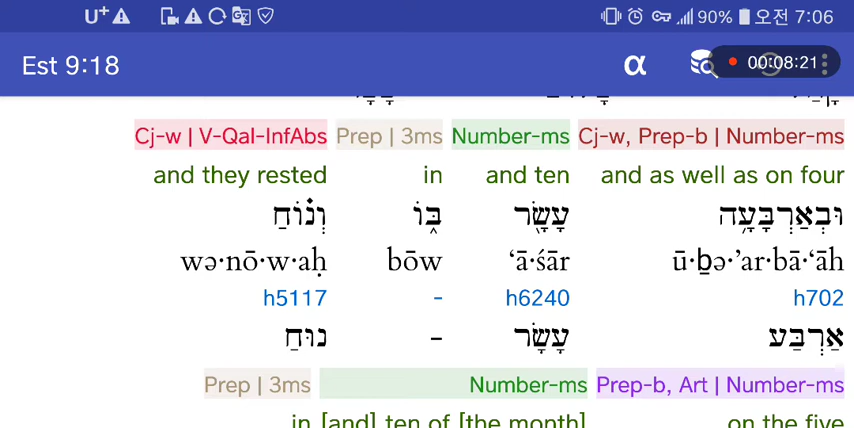 U+ 90% 오전 7:06
Est 9:18 α 00:08:21
Cj-w | V-Qal-InfAbs Prep | 3ms Number-ms Cj-w, Prep-b | Number-ms
and they rested in and ten and as well as on four
וּבְאַרְבָּעָ֥ה עָשָׂ֖ר בּ֑וֹ וְנ֗וֹחַ
wə·nō·w·aḥ bōw ‘ā·śār ū·ḇə·’ar·bā·‘āh
h5117 - h6240 h702
אַרְבַּע עָשָׂר - נוּחַ
Prep | 3ms Number-ms Prep-b, Art | Number-ms
in [and] ten of [the month] on the five